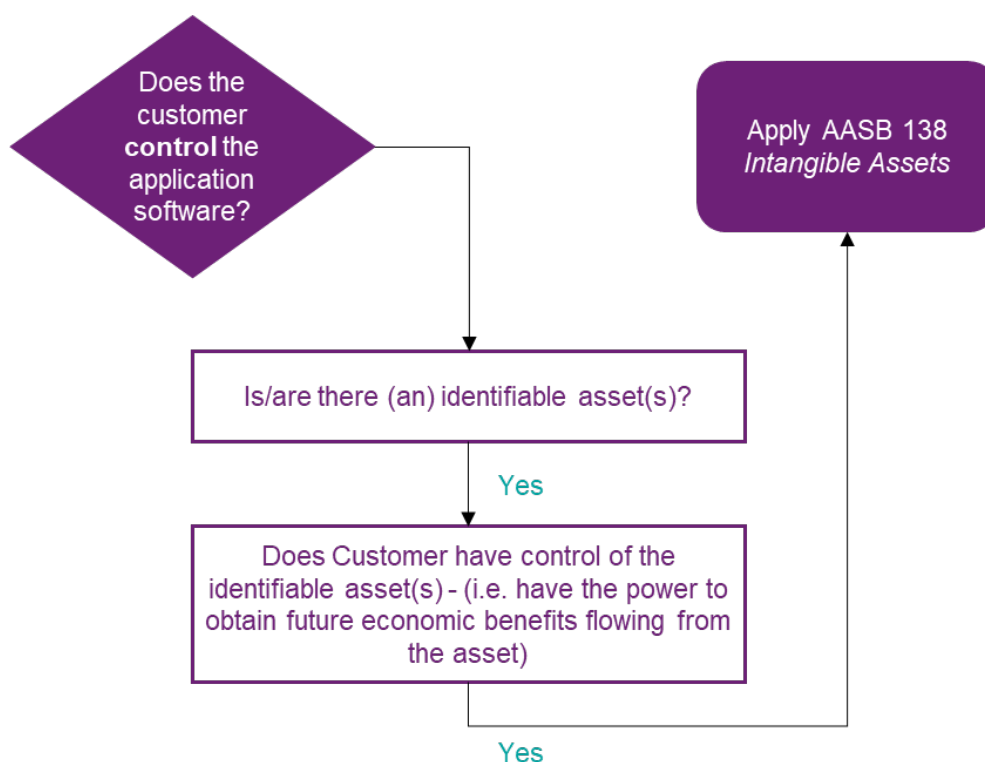 Does the
customer
control the
application
software?
Apply AASB 138
Intangible Assets
Is/are there (an) identifiable asset(s)?
Yes
Does Customer have control of the
identifiable asset(s) - (i.e. have the power to
obtain future economic benefits flowing from
the asset)
Yes